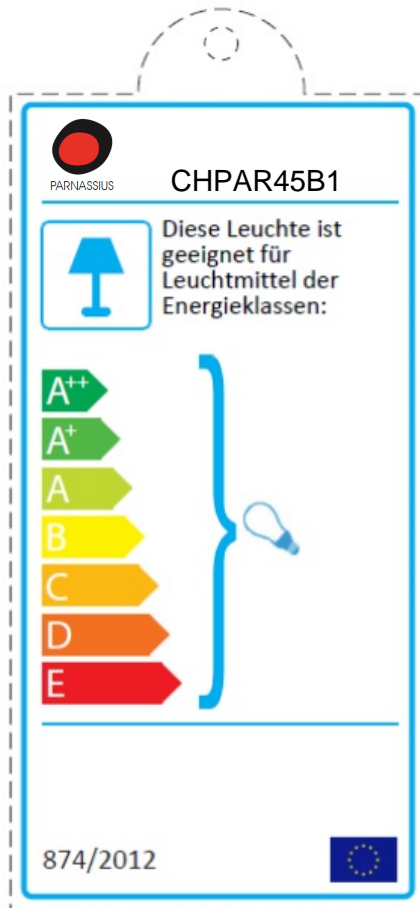 PARNASSIUS
CHPAR45B1
Diese Leuchte ist
geeignet für
Leuchtmittel der
Energieklassen:
A++
A+
A
B
C
D
E
874/2012